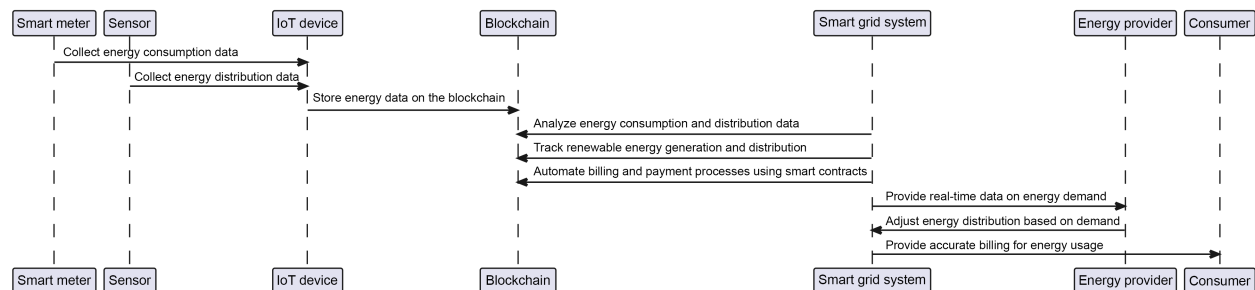 Smart meter
Sensor
IoT device
Blockchain
Smart grid system
Energy provider
Consumer
Collect energy consumption data
Collect energy distribution data
Store energy data on the blockchain
Analyze energy consumption and distribution data
Track renewable energy generation and distribution
Automate billing and payment processes using smart contracts
Provide real-time data on energy demand
Adjust energy distribution based on demand
Provide accurate billing for energy usage
Smart meter
Sensor
IoT device
Blockchain
Smart grid system
Energy provider
Consumer